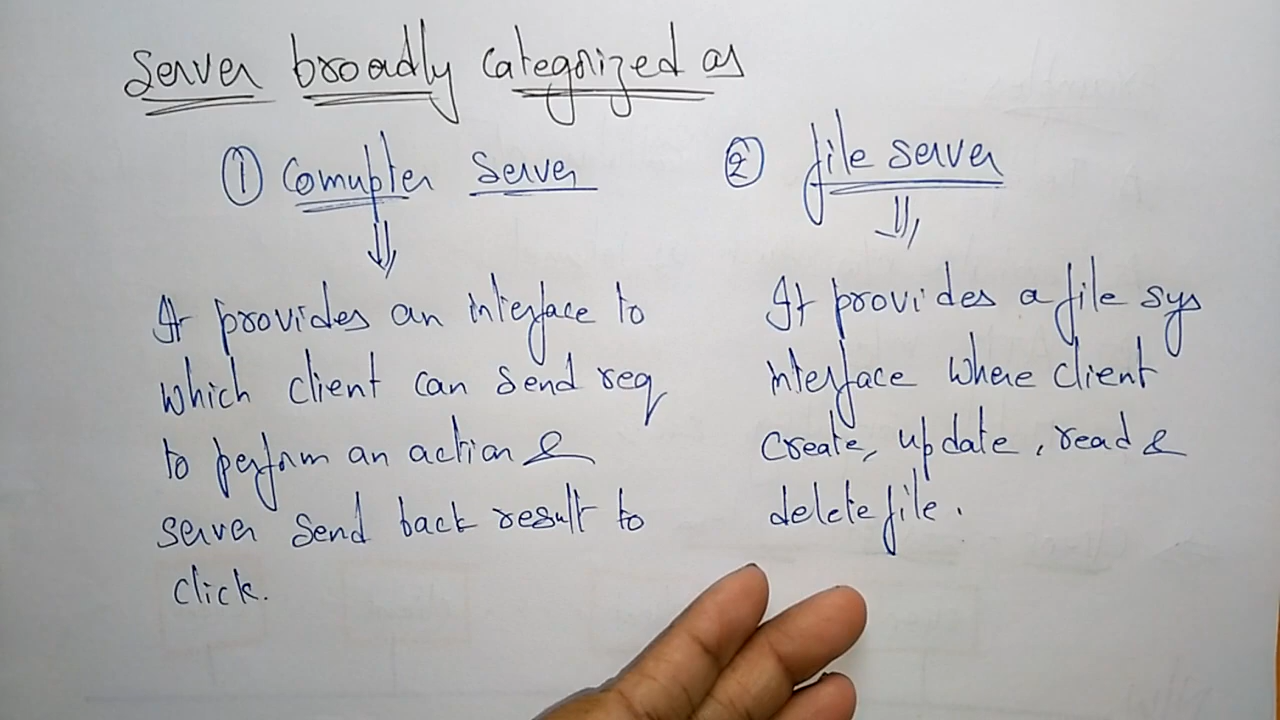 Server broadly categorized as
① Comupter Server
It provides an interface to
which client can send req
to perform an action &
server send back result to
click.
② file server
It provides a file sys
interface where client
create, update, read &
delete file.